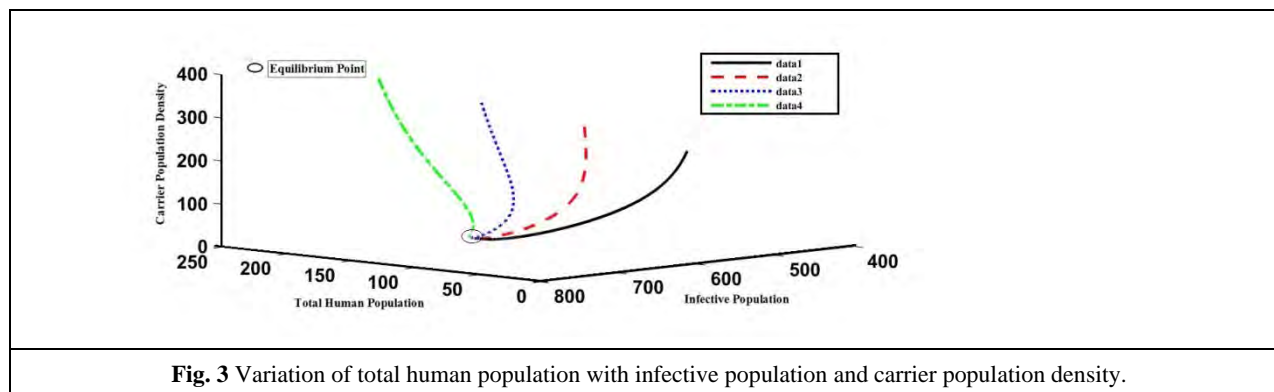 Equilibrium Point
data1
data2
data3
data4
Carrier Population Density
400
300
200
100
0
250
200
150
100
50
0
Total Human Population
800
700
600
500
400
Infective Population
Fig. 3 Variation of total human population with infective population and carrier population density.